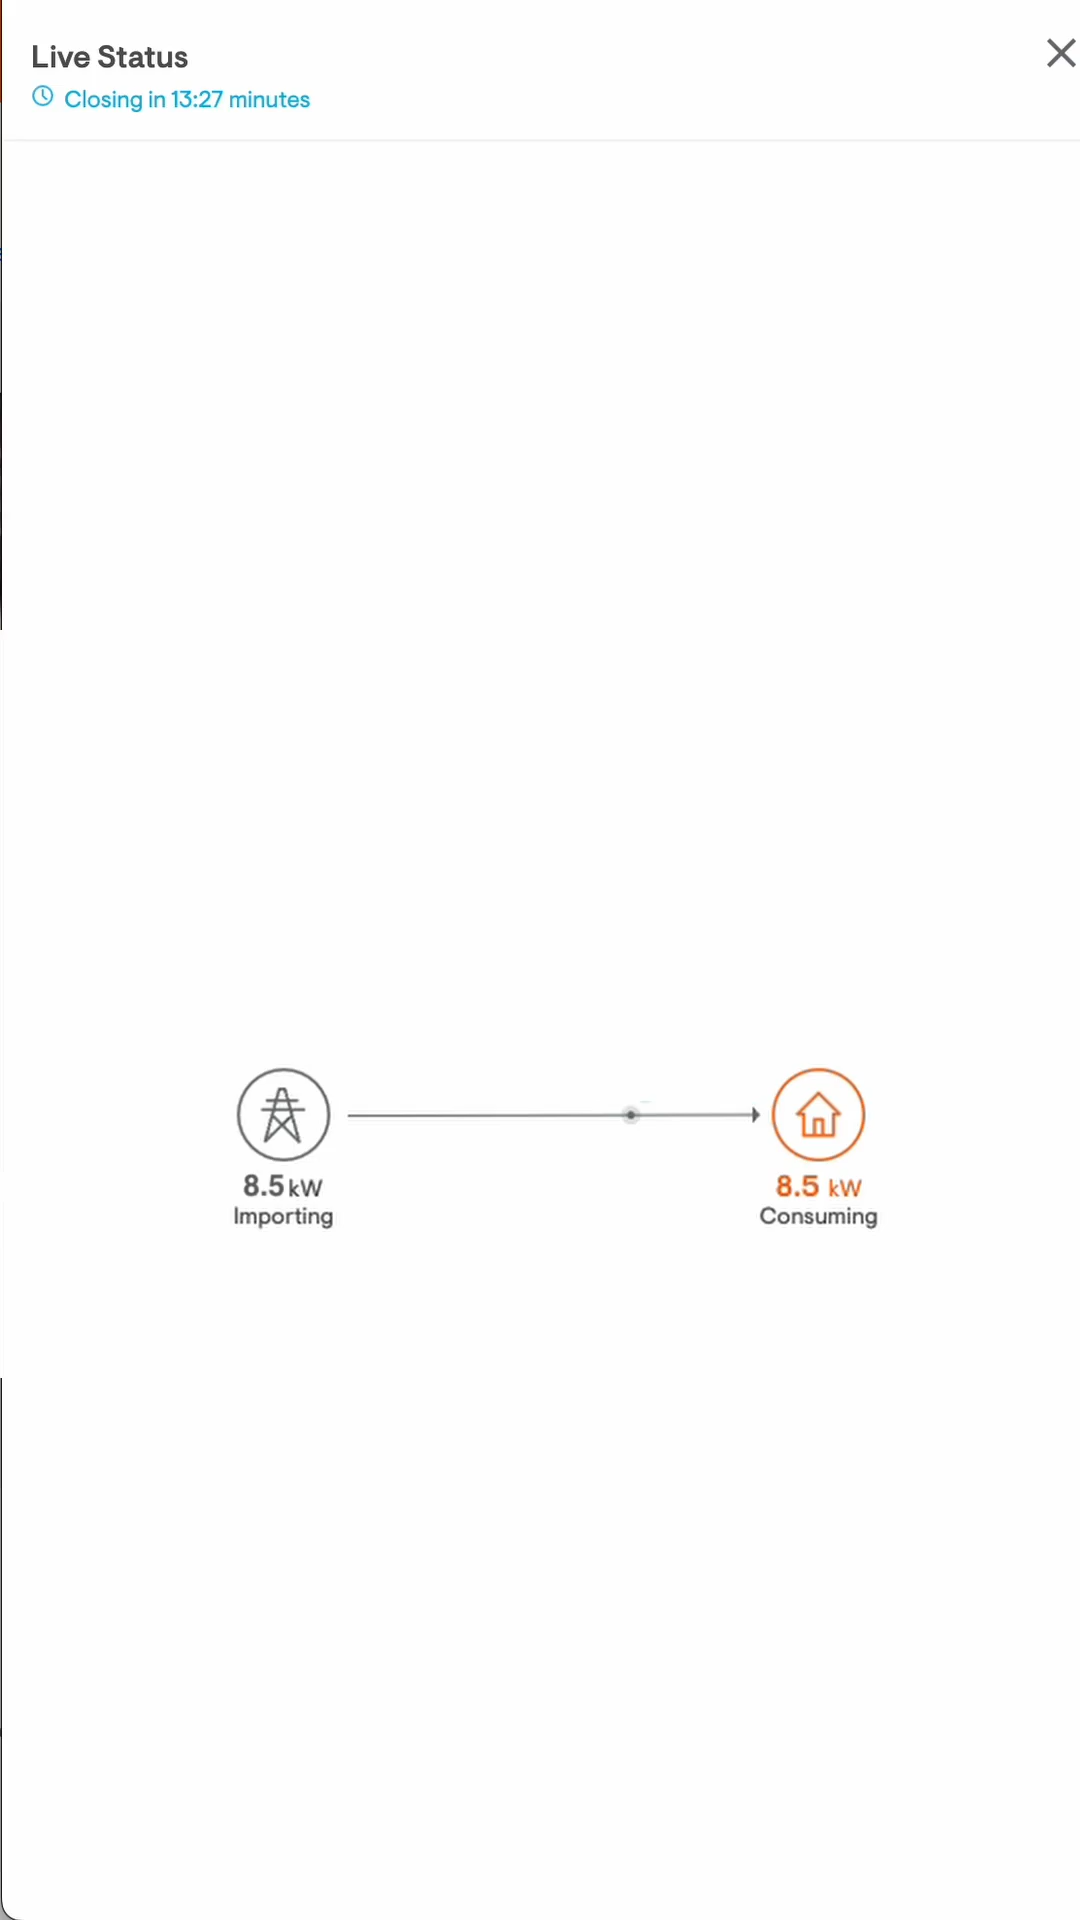 Live Status
Closing in 13:27 minutes
8.5 kW
Importing
8.5 kW
Consuming